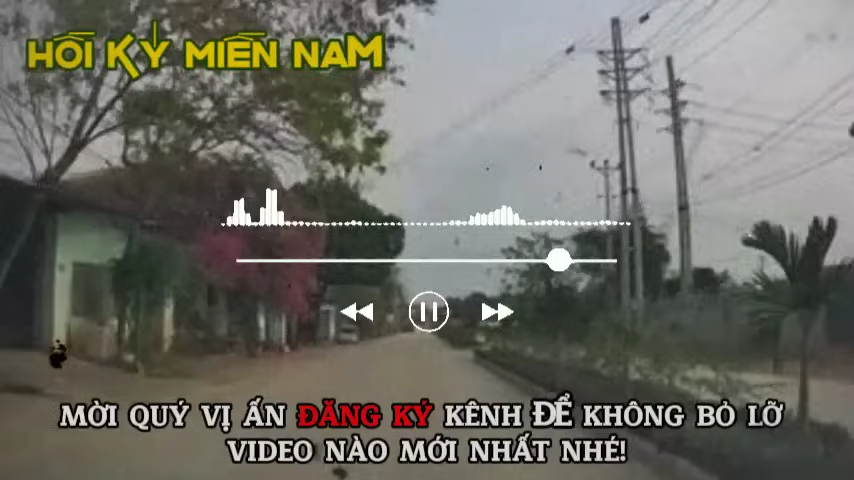 HỒI KÝ MIỀN NAM
MỜI QUÝ VỊ ẤN ĐĂNG KÝ KÊNH ĐỂ KHÔNG BỎ LỠ
VIDEO NÀO MỚI NHẤT NHÉ!